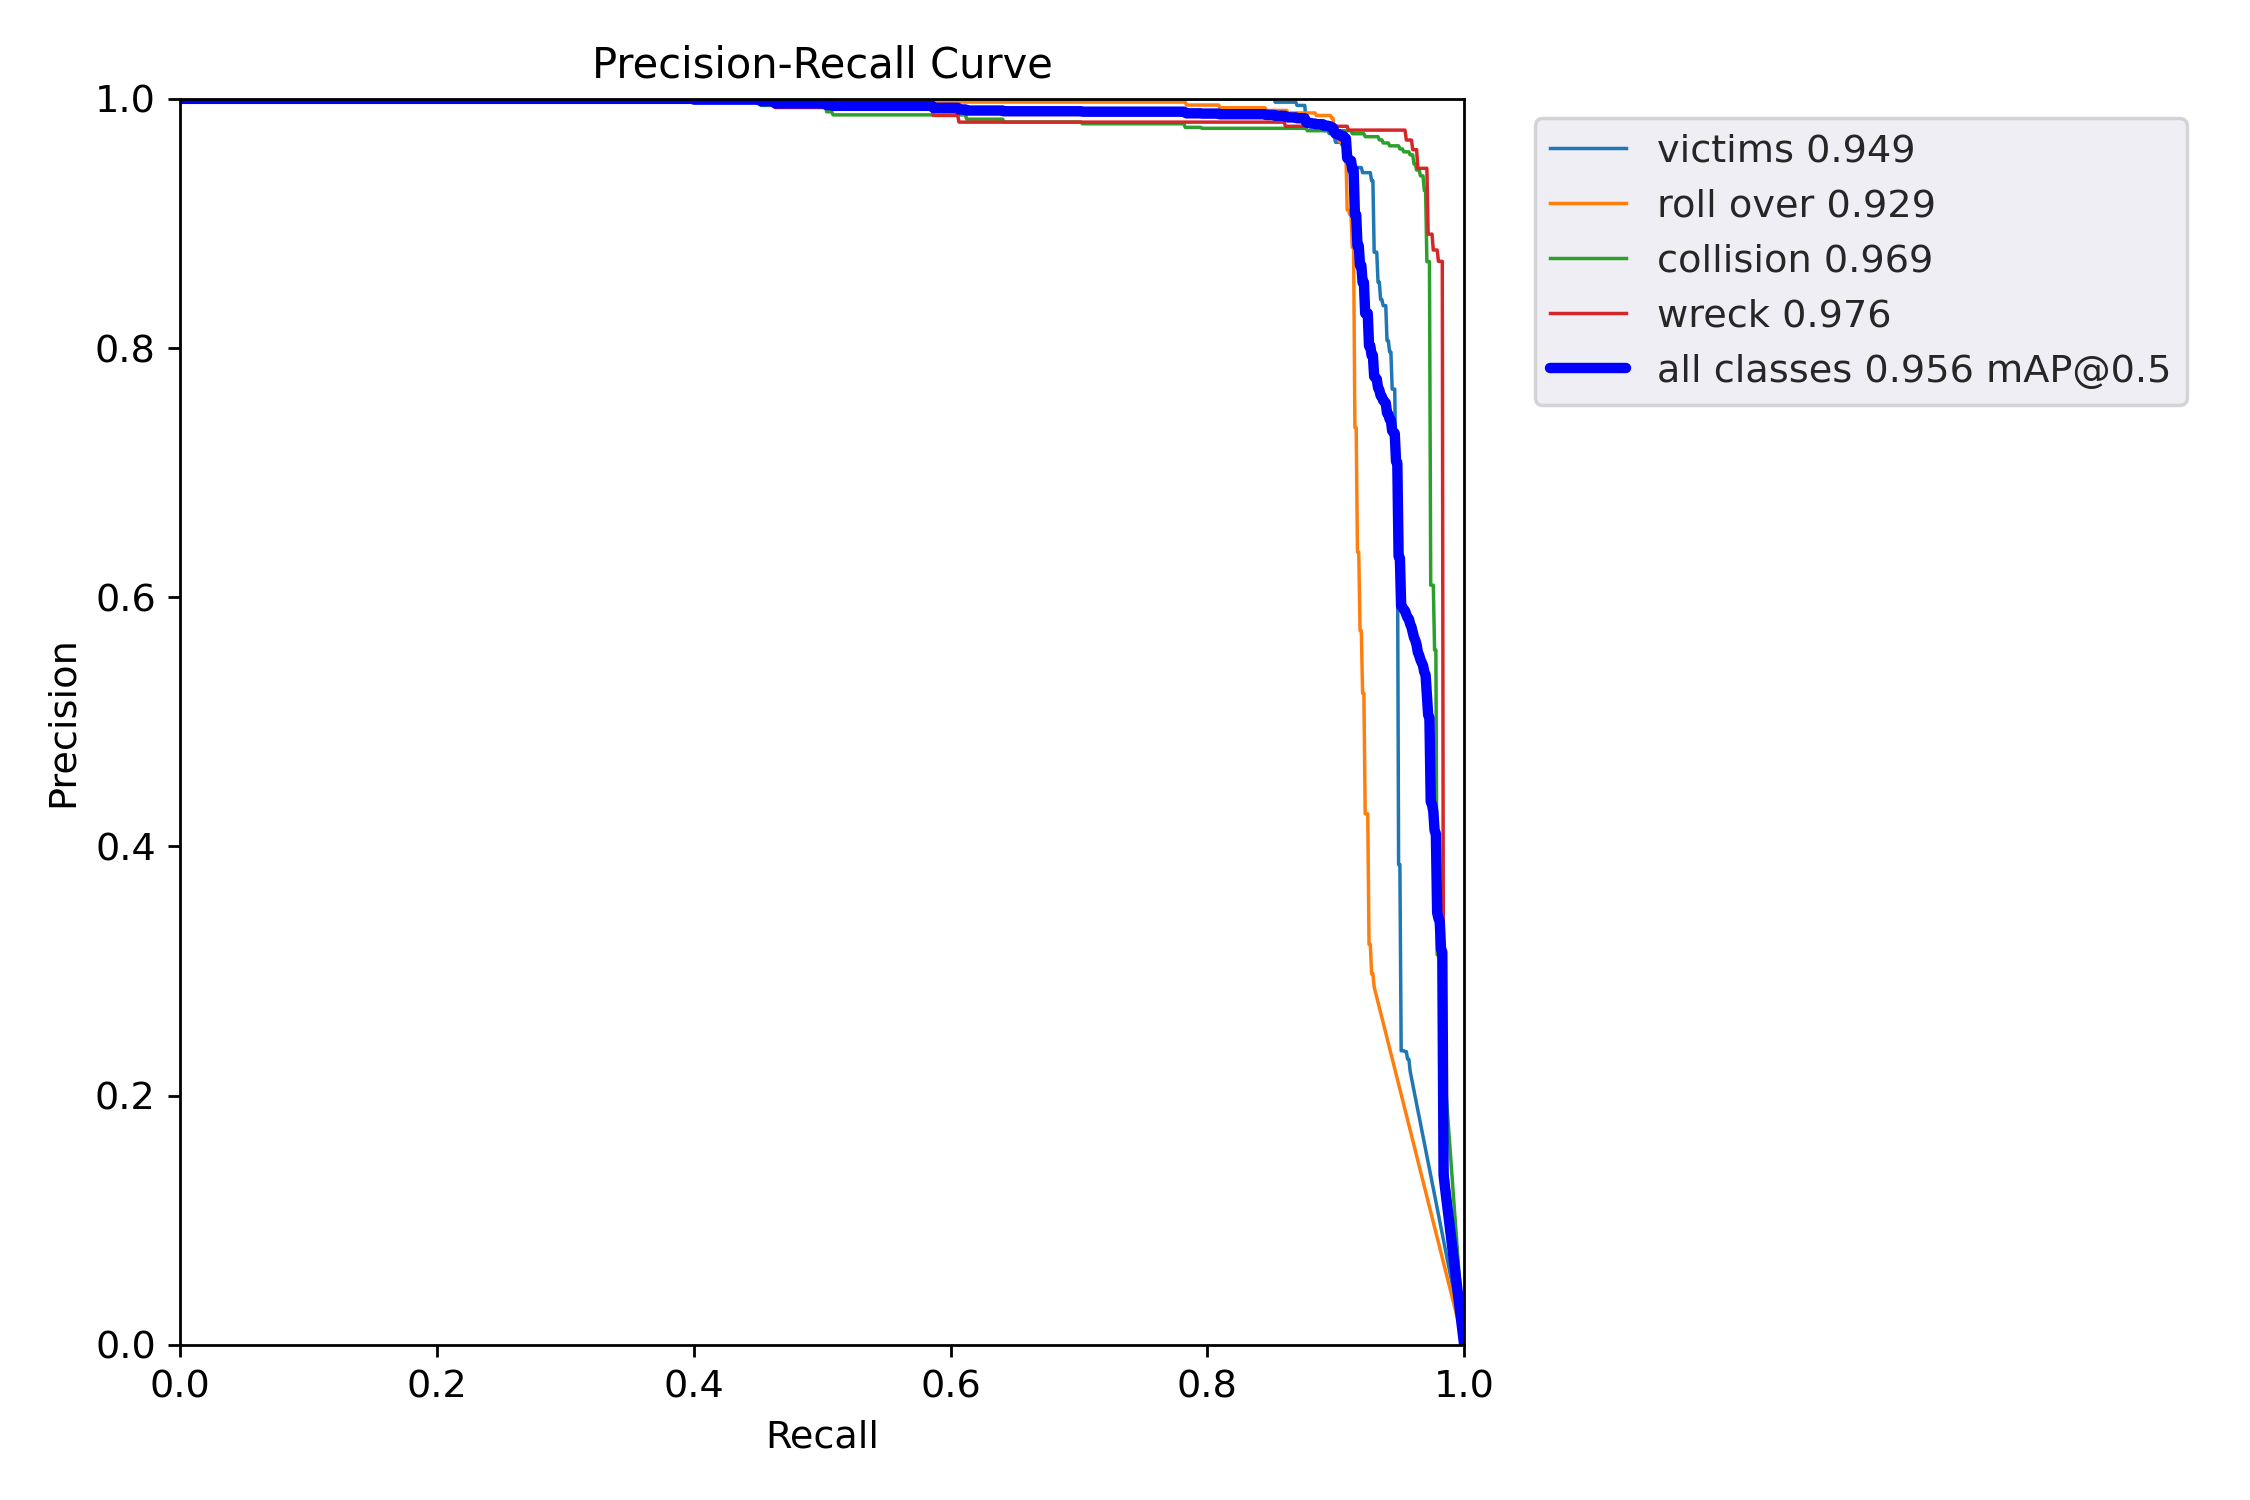 Precision-Recall Curve
1.0
0.8
0.6
0.4
0.2
0.0
Precision
0.0 0.2 0.4 0.6 0.8 1.0
Recall
victims 0.949
roll over 0.929
collision 0.969
wreck 0.976
all classes 0.956 mAP@0.5